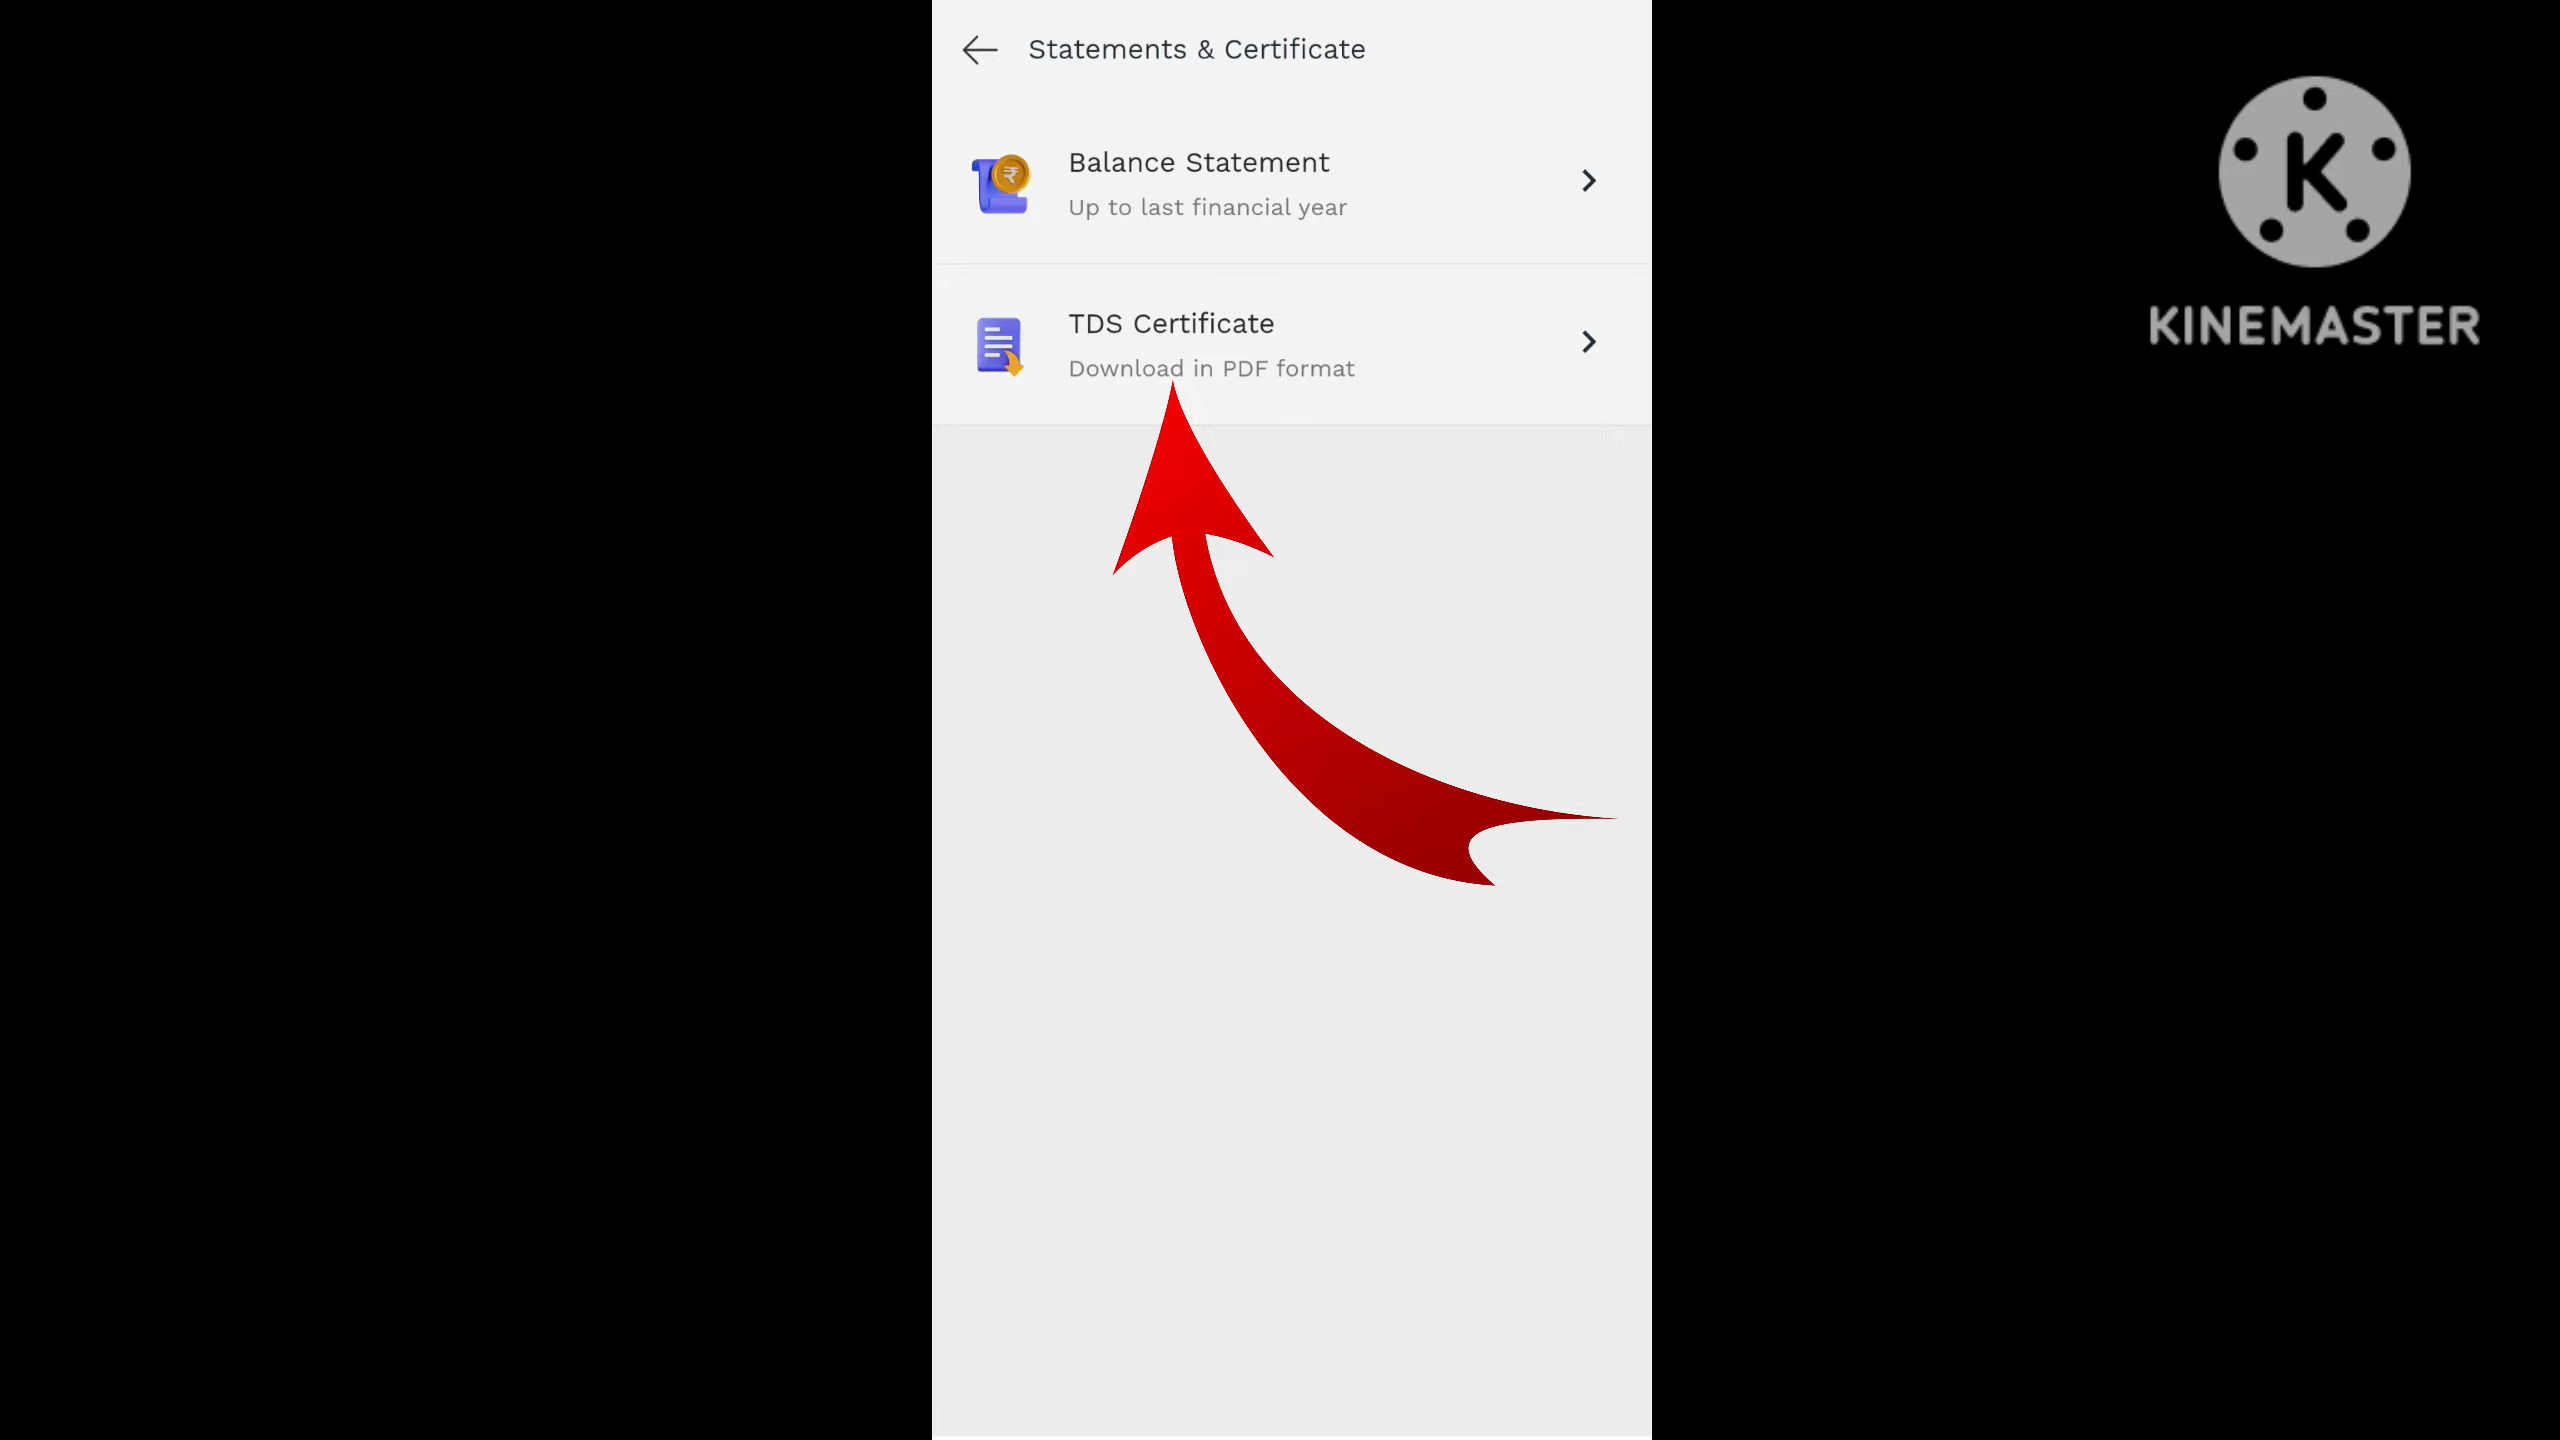 Statements & Certificate
Balance Statement
Up to last financial year
TDS Certificate
Download in PDF format
K
KINEMASTER